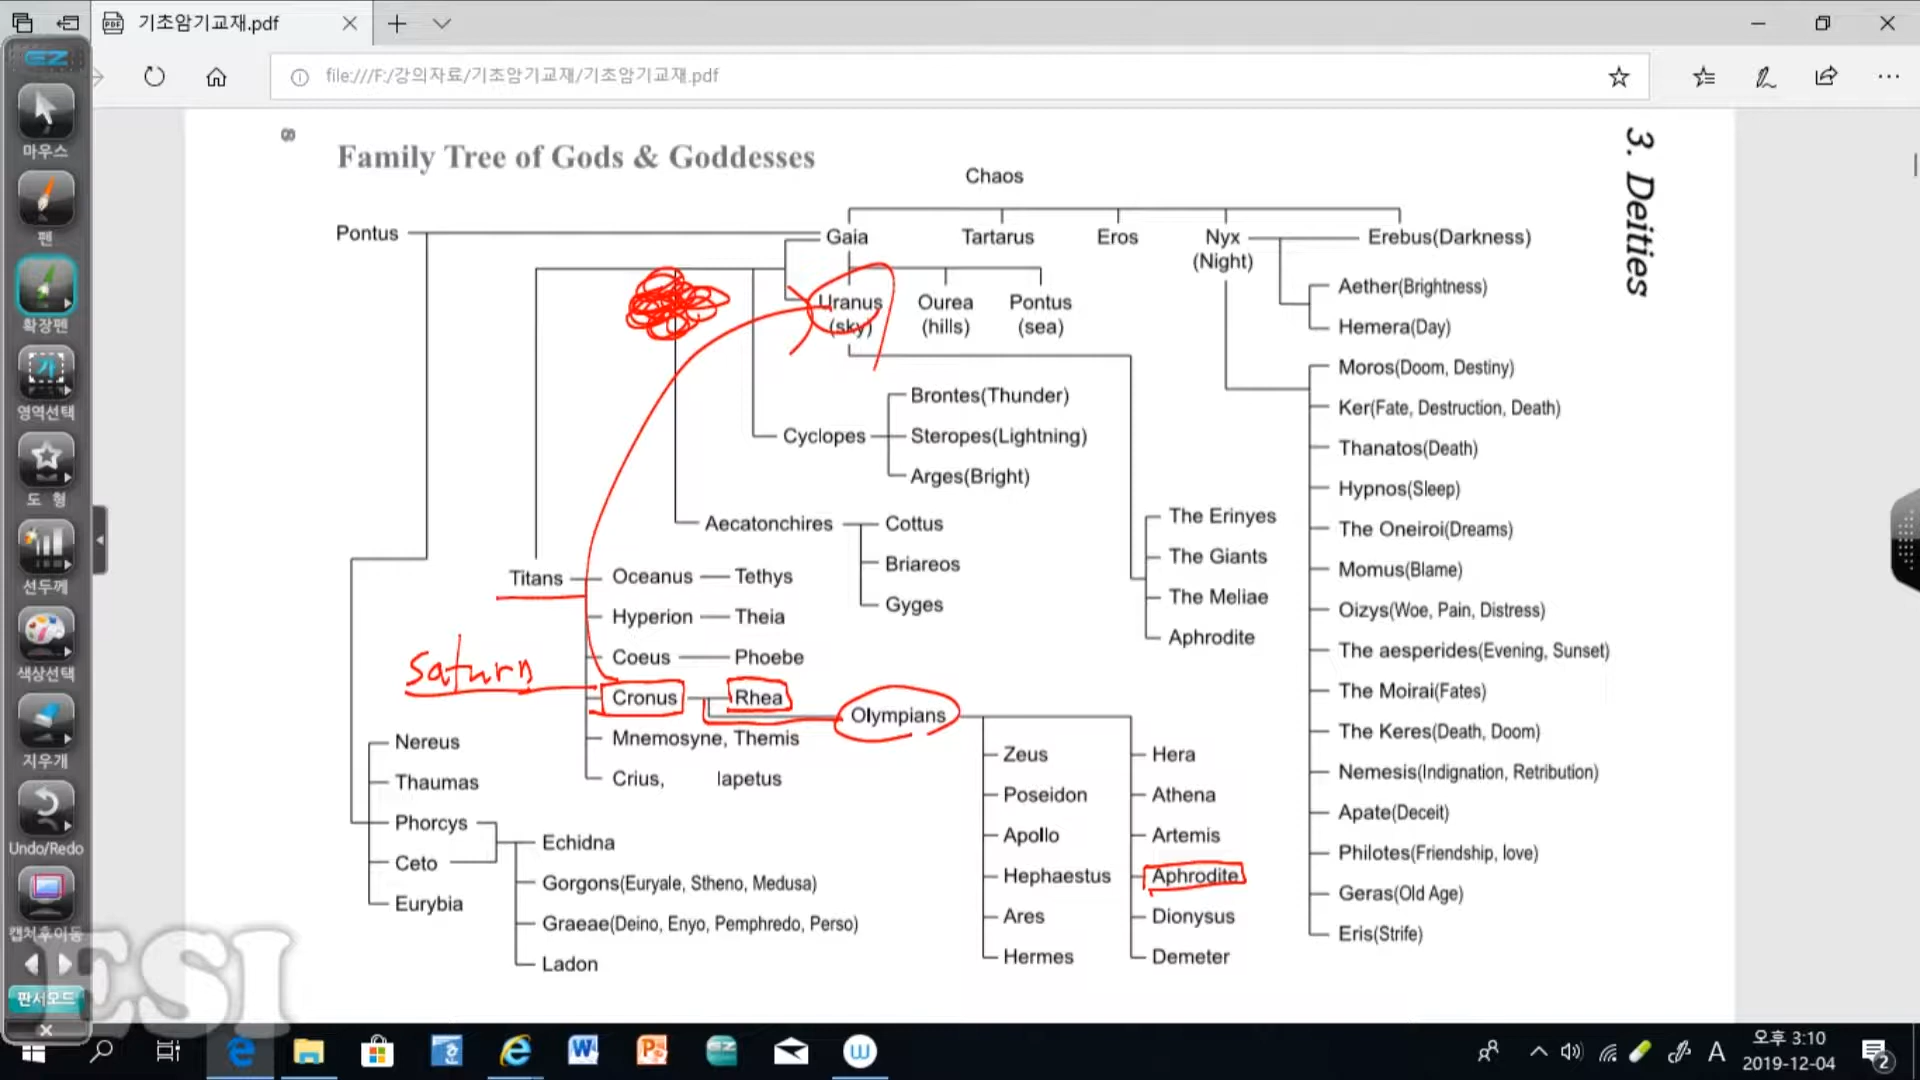 기초암기교재.pdf
file:///F:/강의자료/기초암기교재/기초암기교재.pdf
EZ
마우스
펜
확장펜
영역선택
도 형
선두께
색상선택
지우개
Undo/Redo
캡처후이동
판서모드
8
Family Tree of Gods & Goddesses
3. Deities
Chaos
Pontus
Gaia
Tartarus
Eros
Nyx
(Night)
Erebus(Darkness)
Aether(Brightness)
Hemera(Day)
Uranus
(sky)
Ourea
(hills)
Pontus
(sea)
Moros(Doom, Destiny)
Ker(Fate, Destruction, Death)
Thanatos(Death)
Hypnos(Sleep)
The Oneiroi(Dreams)
Momus(Blame)
Oizys(Woe, Pain, Distress)
The aesperides(Evening, Sunset)
The Moirai(Fates)
The Keres(Death, Doom)
Nemesis(Indignation, Retribution)
Apate(Deceit)
Philotes(Friendship, love)
Geras(Old Age)
Eris(Strife)
Cyclopes
Brontes(Thunder)
Steropes(Lightning)
Arges(Bright)
Aecatonchires
Cottus
Briareos
Gyges
The Erinyes
The Giants
The Meliae
Aphrodite
Titans
Oceanus Tethys
Hyperion Theia
Coeus Phoebe
Saturn
Cronus Rhea
Mnemosyne, Themis
Crius, Iapetus
Olympians
Zeus
Poseidon
Apollo
Hephaestus
Ares
Hermes
Hera
Athena
Artemis
Aphrodite
Dionysus
Demeter
Nereus
Thaumas
Phorcys
Ceto
Eurybia
Echidna
Gorgons(Euryale, Stheno, Medusa)
Graeae(Deino, Enyo, Pemphredo, Perso)
Ladon
ESI
A
오후 3:10
2019-12-04
2